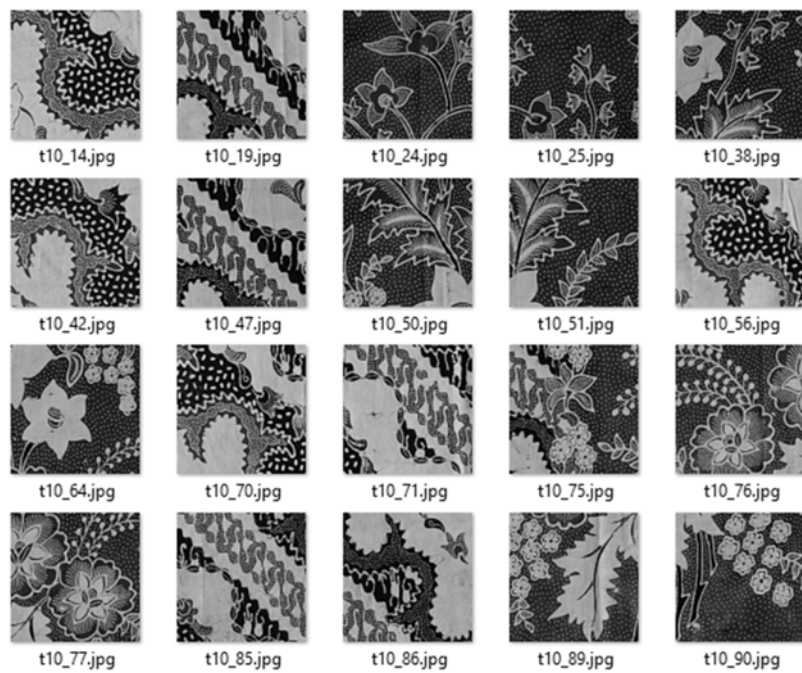 t10_14.jpg t10_19.jpg t10_24.jpg t10_25.jpg t10_38.jpg
t10_42.jpg t10_47.jpg t10_50.jpg t10_51.jpg t10_56.jpg
t10_64.jpg t10_70.jpg t10_71.jpg t10_75.jpg t10_76.jpg
t10_77.jpg t10_85.jpg t10_86.jpg t10_89.jpg t10_90.jpg